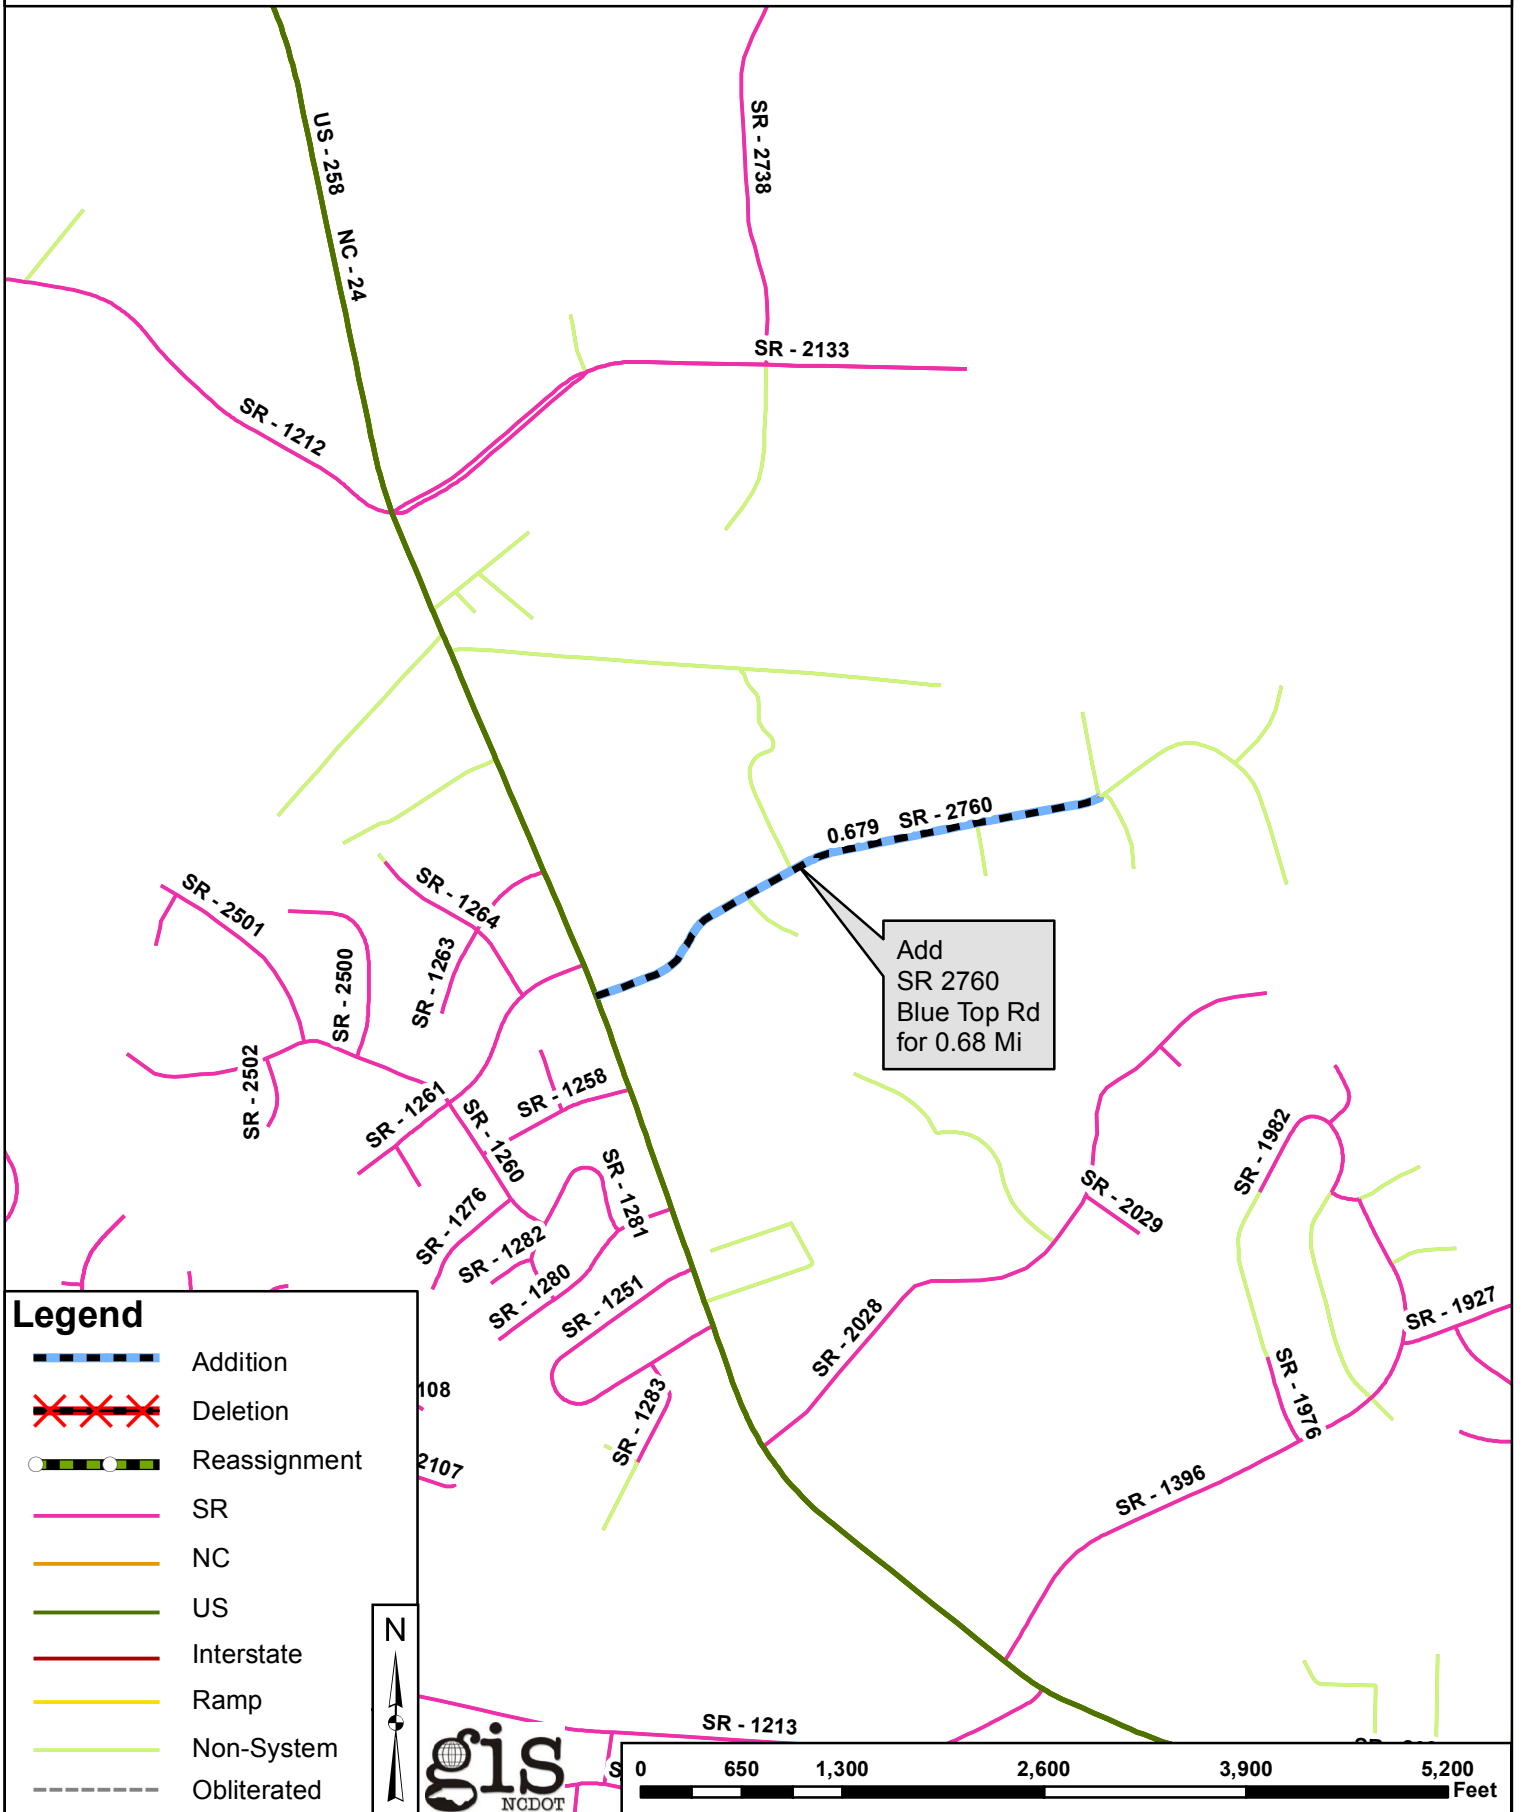 US - 258
NC - 24
SR - 2738
SR - 2133
SR - 1212
0.679
SR - 2760
Add
SR 2760
Blue Top Rd
for 0.68 Mi
SR - 1264
SR - 2501
SR - 1263
SR - 2500
SR - 2502
SR - 1261
SR - 1258
SR - 1260
SR - 1281
SR - 1276
SR - 1282
SR - 1280
SR - 1251
SR - 1283
SR - 2028
SR - 2029
SR - 1982
SR - 1927
SR - 1976
SR - 1396
SR - 1213
108
2107
Legend
Addition
Deletion
Reassignment
SR
NC
US
Interstate
Ramp
Non-System
Obliterated
N
gis
NCDOT
S
0 650 1,300 2,600 3,900 5,200
Feet